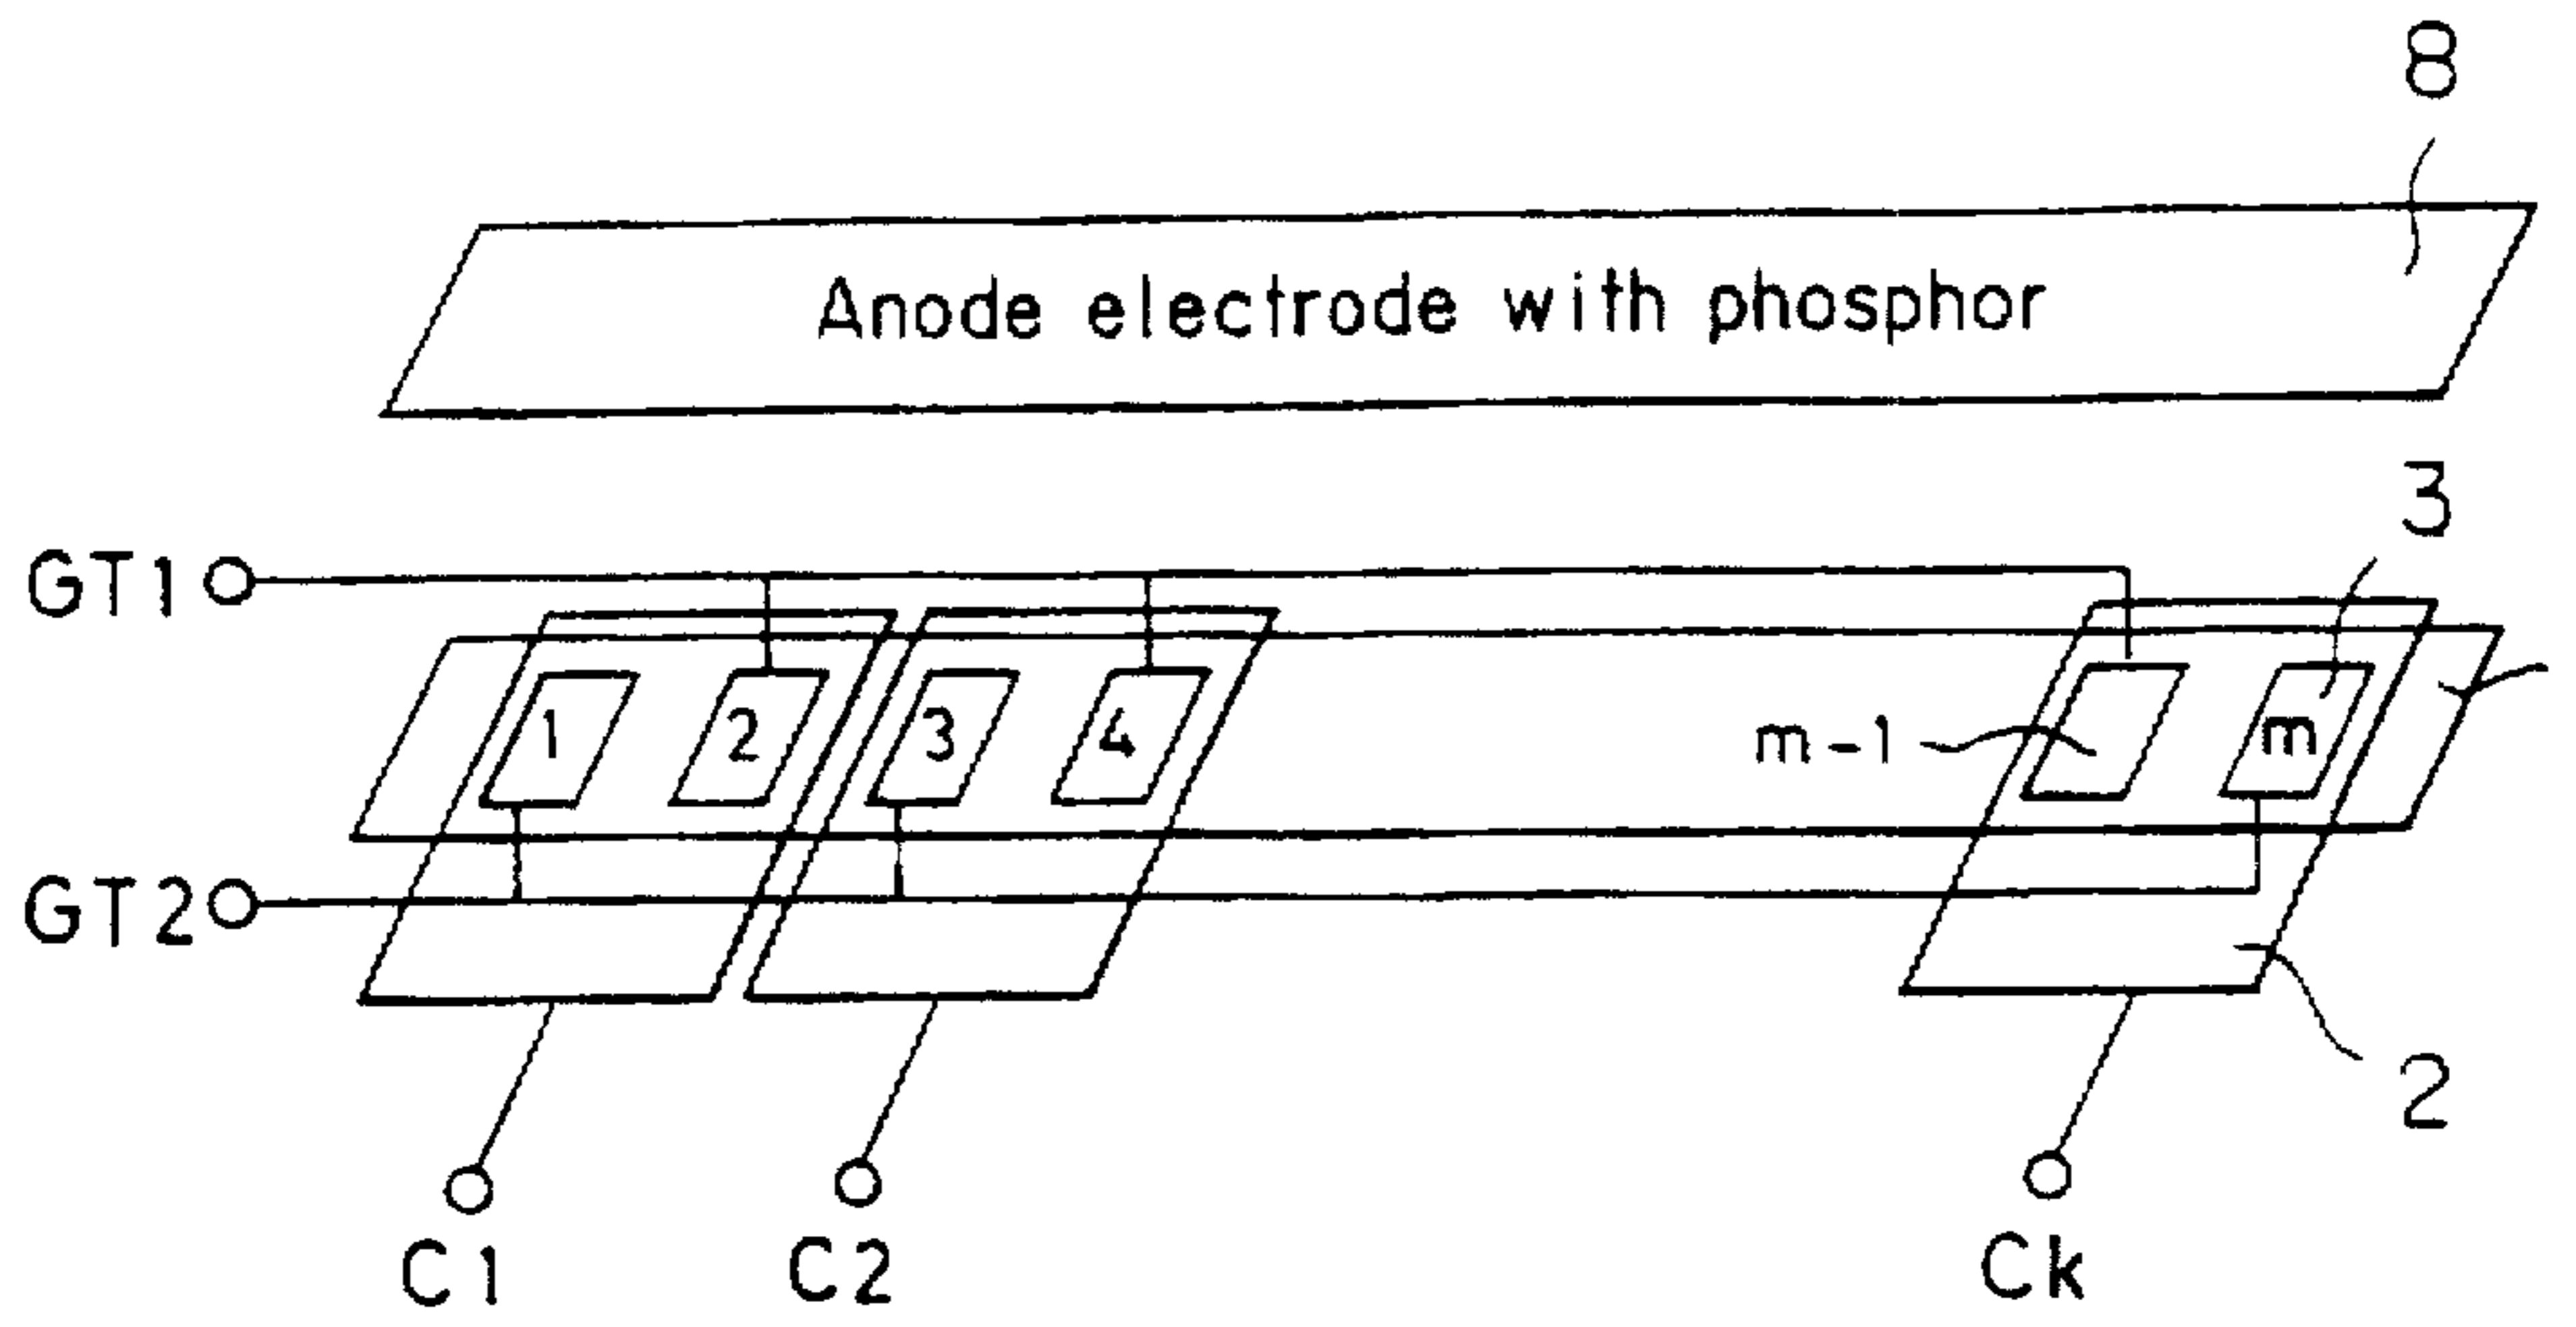 8
Anode electrode with phosphor
3
GT1
1 2 3 4 m-1 m
GT2
2
C1 C2 Ck